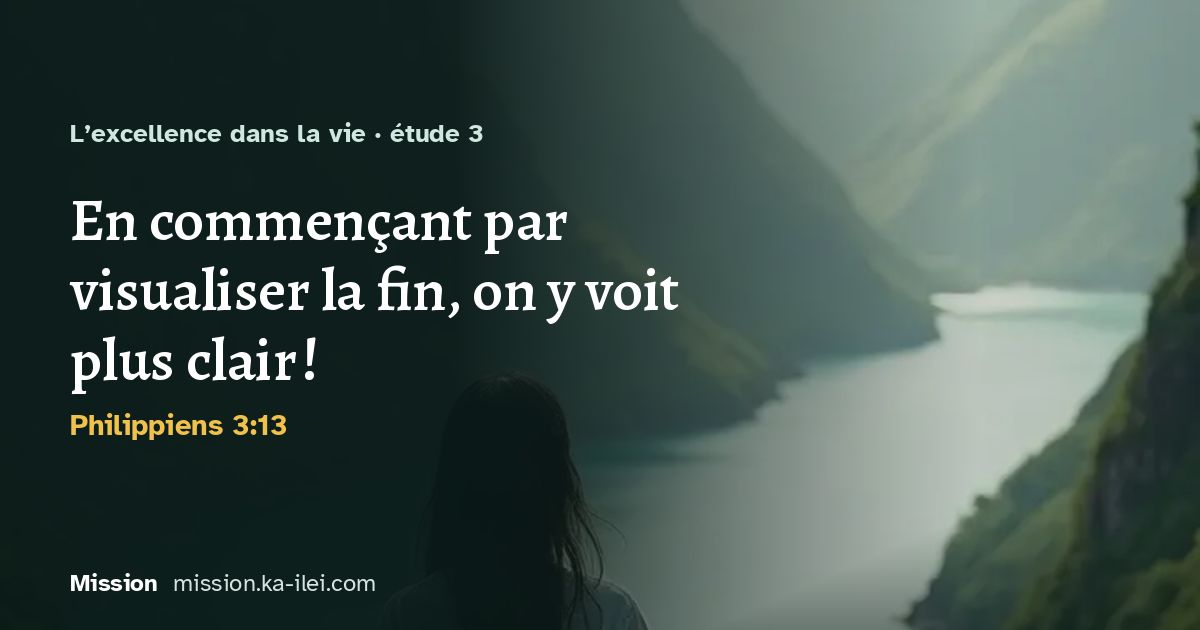 L’excellence dans la vie · étude 3
En commençant par
visualiser la fin, on y voit
plus clair !
Philippiens 3:13
Mission mission.ka-ilei.com